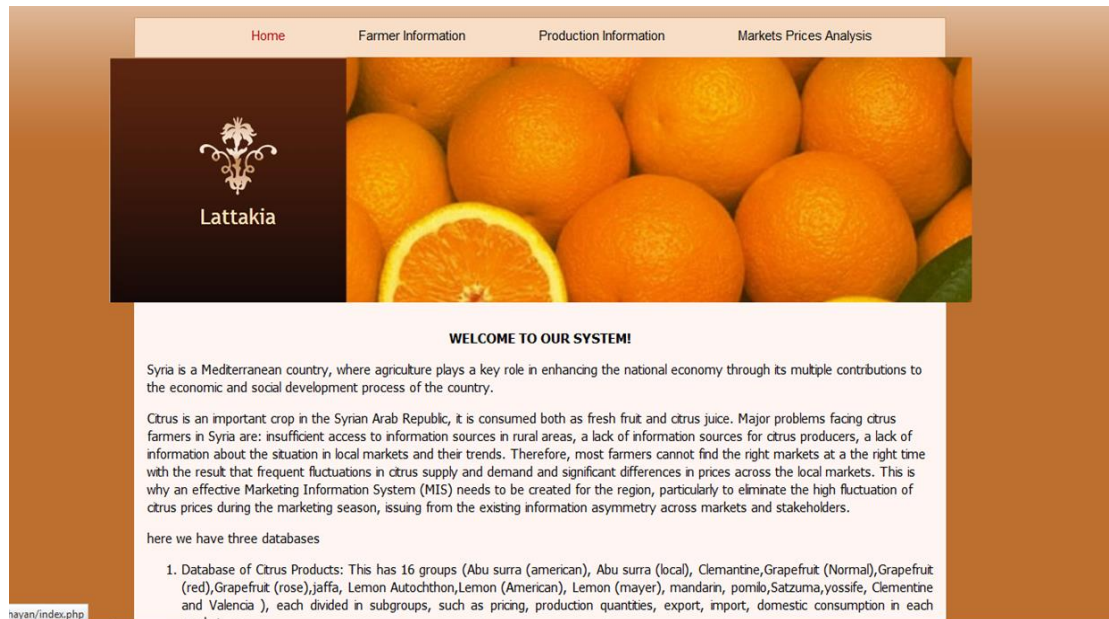 Home Farmer Information Production Information Markets Prices Analysis
Lattakia
WELCOME TO OUR SYSTEM!
Syria is a Mediterranean country, where agriculture plays a key role in enhancing the national economy through its multiple contributions to
the economic and social development process of the country.
Citrus is an important crop in the Syrian Arab Republic, it is consumed both as fresh fruit and citrus juice. Major problems facing citrus
farmers in Syria are: insufficient access to information sources in rural areas, a lack of information sources for citrus producers, a lack of
information about the situation in local markets and their trends. Therefore, most farmers cannot find the right markets at a the right time
with the result that frequent fluctuations in citrus supply and demand and significant differences in prices across the local markets. This is
why an effective Marketing Information System (MIS) needs to be created for the region, particularly to eliminate the high fluctuation of
citrus prices during the marketing season, issuing from the existing information asymmetry across markets and stakeholders.
here we have three databases
1. Database of Citrus Products: This has 16 groups (Abu surra (american), Abu surra (local), Clemantine,Grapefruit (Normal),Grapefruit
(red),Grapefruit (rose),jaffa, Lemon Autochthon,Lemon (American), Lemon (mayer), mandarin, pomilo,Satzuma,yossife, Clementine
and Valencia ), each divided in subgroups, such as pricing, production quantities, export, import, domestic consumption in each
nayan/index.php